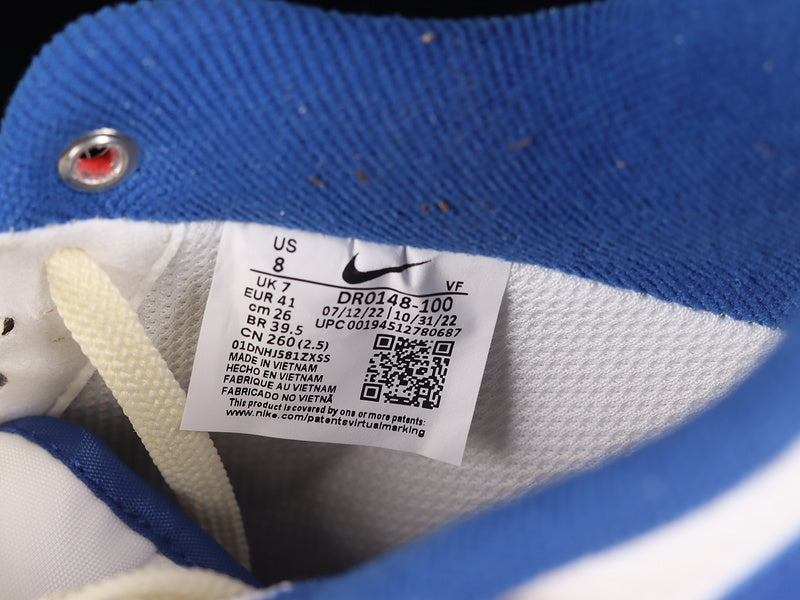 US
8
UK 7
EUR 41
cm 26
BR 39.5
CN 260 (2.5)
VF
DR0148-100
07/12/22 | 10/31/22
UPC 00194512780687
01DNHJ581ZXSS
MADE IN VIETNAM
HECHO EN VIETNAM
FABRIQUE AU VIETNAM
FABRICADO NO VIETNÃ
This product is covered by one or more patents:
www.nike.com/patentsvirtualmarking